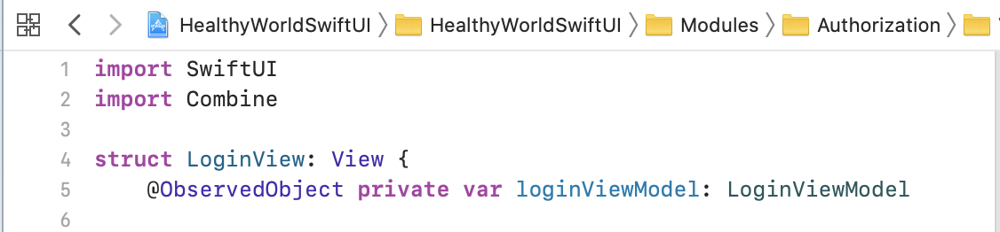 HealthyWorldSwiftUI HealthyWorldSwiftUI Modules Authorization
1 import SwiftUI
2 import Combine
3
4 struct LoginView: View {
5 @ObservedObject private var loginViewModel: LoginViewModel
6